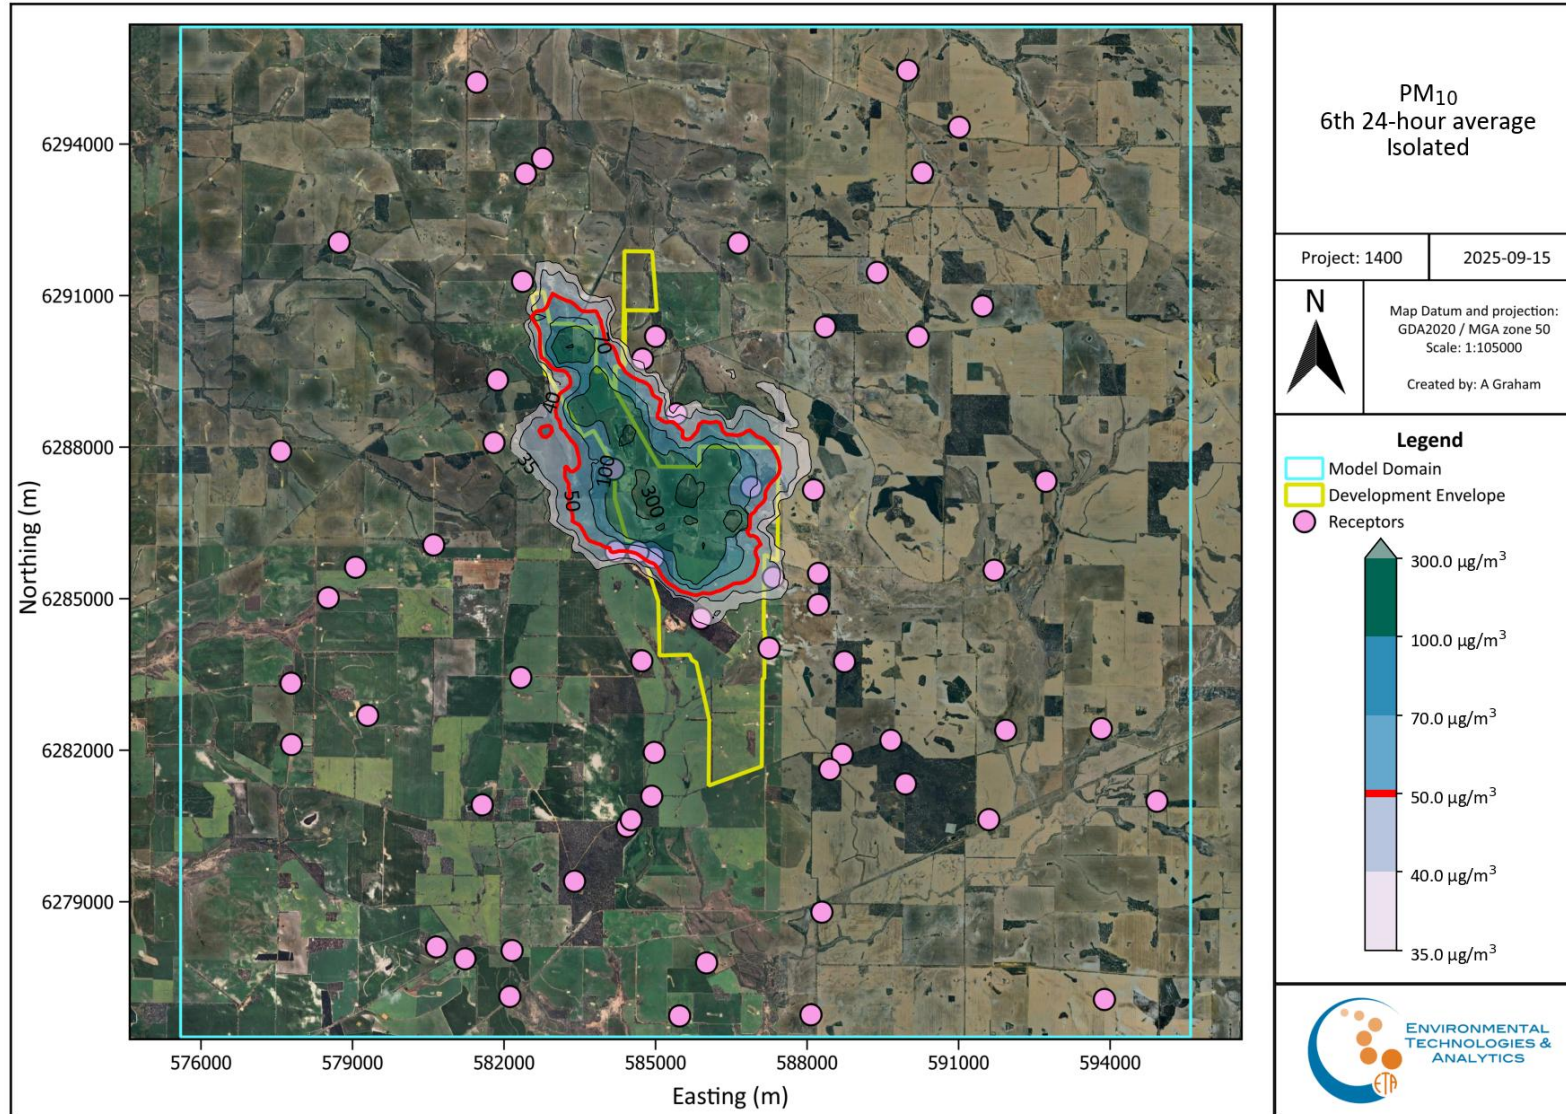 PM₁₀
6th 24-hour average
Isolated
Project: 1400
2025-09-15
N
Map Datum and projection:
GDA2020 / MGA zone 50
Scale: 1:105000
Created by: A Graham
Legend
Model Domain
Development Envelope
Receptors
300.0 µg/m³
100.0 µg/m³
70.0 µg/m³
50.0 µg/m³
40.0 µg/m³
35.0 µg/m³
ENVIRONMENTAL
TECHNOLOGIES &
ANALYTICS
ETA
Northing (m)
6294000
6291000
6288000
6285000
6282000
6279000
576000
579000
582000
585000
588000
591000
594000
Easting (m)
70
40
35
100
50
300